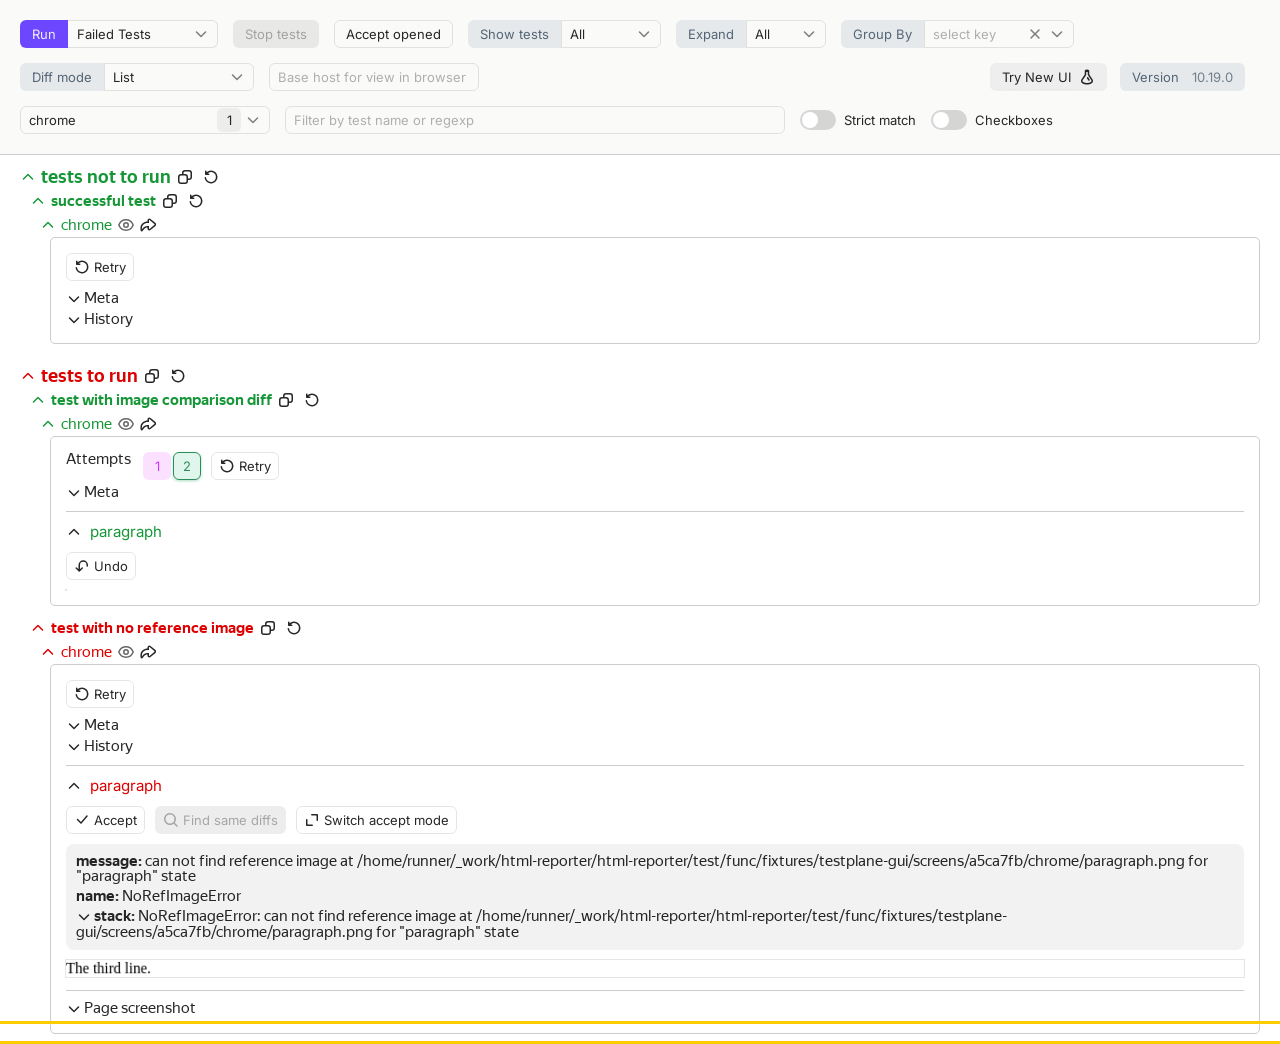 Run Failed Tests Stop tests Accept opened Show tests All Expand All Group By select key
Diff mode List Base host for view in browser Try New UI Version 10.19.0
chrome 1 Filter by test name or regexp Strict match Checkboxes
tests not to run
successful test
chrome
Retry
Meta
History
tests to run
test with image comparison diff
chrome
Attempts 1 2 Retry
Meta
paragraph
Undo
test with no reference image
chrome
Retry
Meta
History
paragraph
Accept Find same diffs Switch accept mode
message: can not find reference image at /home/runner/_work/html-reporter/html-reporter/test/func/fixtures/testplane-gui/screens/a5ca7fb/chrome/paragraph.png for
"paragraph" state
name: NoRefImageError
stack: NoRefImageError: can not find reference image at /home/runner/_work/html-reporter/html-reporter/test/func/fixtures/testplane-
gui/screens/a5ca7fb/chrome/paragraph.png for "paragraph" state
The third line.
Page screenshot